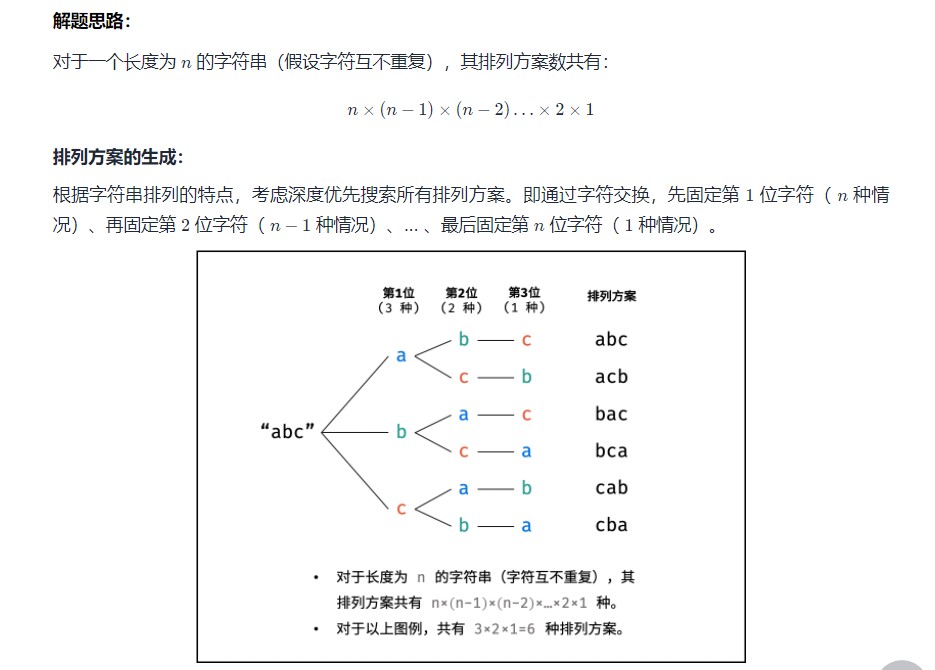 解题思路：
对于一个长度为 n 的字符串（假设字符互不重复），其排列方案数共有：
n × (n − 1) × (n − 2) … × 2 × 1
排列方案的生成：
根据字符串排列的特点，考虑深度优先搜索所有排列方案。即通过字符交换，先固定第 1 位字符（ n 种情
况）、再固定第 2 位字符（ n − 1 种情况）、... 、最后固定第 n 位字符（ 1 种情况）。
第1位 第2位 第3位 排列方案
（3 种） （2 种） （1 种）
b c abc
a
c b acb
a c bac
“abc” b
c a bca
a b cab
c
b a cba
• 对于长度为 n 的字符串（字符互不重复），其
排列方案共有 n×(n-1)×(n-2)×…×2×1 种。
• 对于以上图例，共有 3×2×1=6 种排列方案。